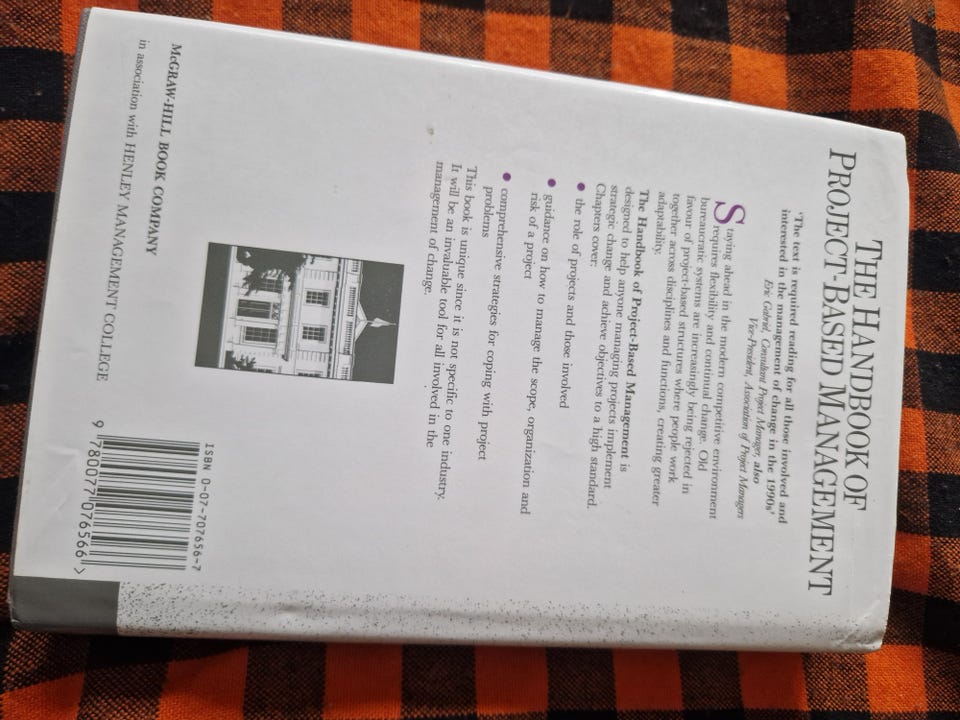 THE HANDBOOK OF
PROJECT-BASED MANAGEMENT
'The text is required reading for all those involved and
interested in the management of change in the 1990s'
Eric Gabriel, Consultant Project Manager, also
Vice-President, Association of Project Managers
Staying ahead in the modern competitive environment
requires flexibility and continual change. Old
bureaucratic systems are increasingly being rejected in
favour of project-based structures where people work
together across disciplines and functions, creating greater
adaptability.
The Handbook of Project-Based Management is
designed to help anyone managing projects implement
strategic change and achieve objectives to a high standard.
Chapters cover:
• the role of projects and those involved
• guidance on how to manage the scope, organization and
risk of a project
• comprehensive strategies for coping with project
problems
This book is unique since it is not specific to one industry.
It will be an invaluable tool for all involved in the
management of change.
McGRAW-HILL BOOK COMPANY
in association with HENLEY MANAGEMENT COLLEGE
ISBN 0-07-707656-7
9 780077 076566 >